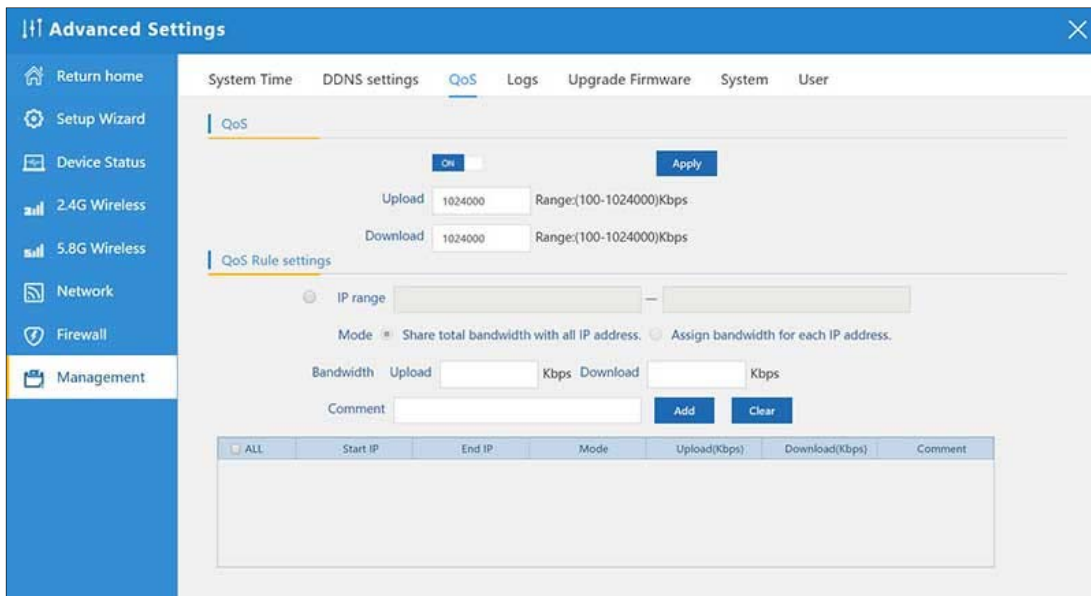 Advanced Settings
Return home
Setup Wizard
Device Status
2.4G Wireless
5.8G Wireless
Network
Firewall
Management
System Time DDNS settings QoS Logs Upgrade Firmware System User
QoS
ON Apply
Upload 1024000 Range:(100-1024000)Kbps
Download 1024000 Range:(100-1024000)Kbps
QoS Rule settings
IP range —
Mode Share total bandwidth with all IP address. Assign bandwidth for each IP address.
Bandwidth Upload Kbps Download Kbps
Comment Add Clear
ALL Start IP End IP Mode Upload(Kbps) Download(Kbps) Comment